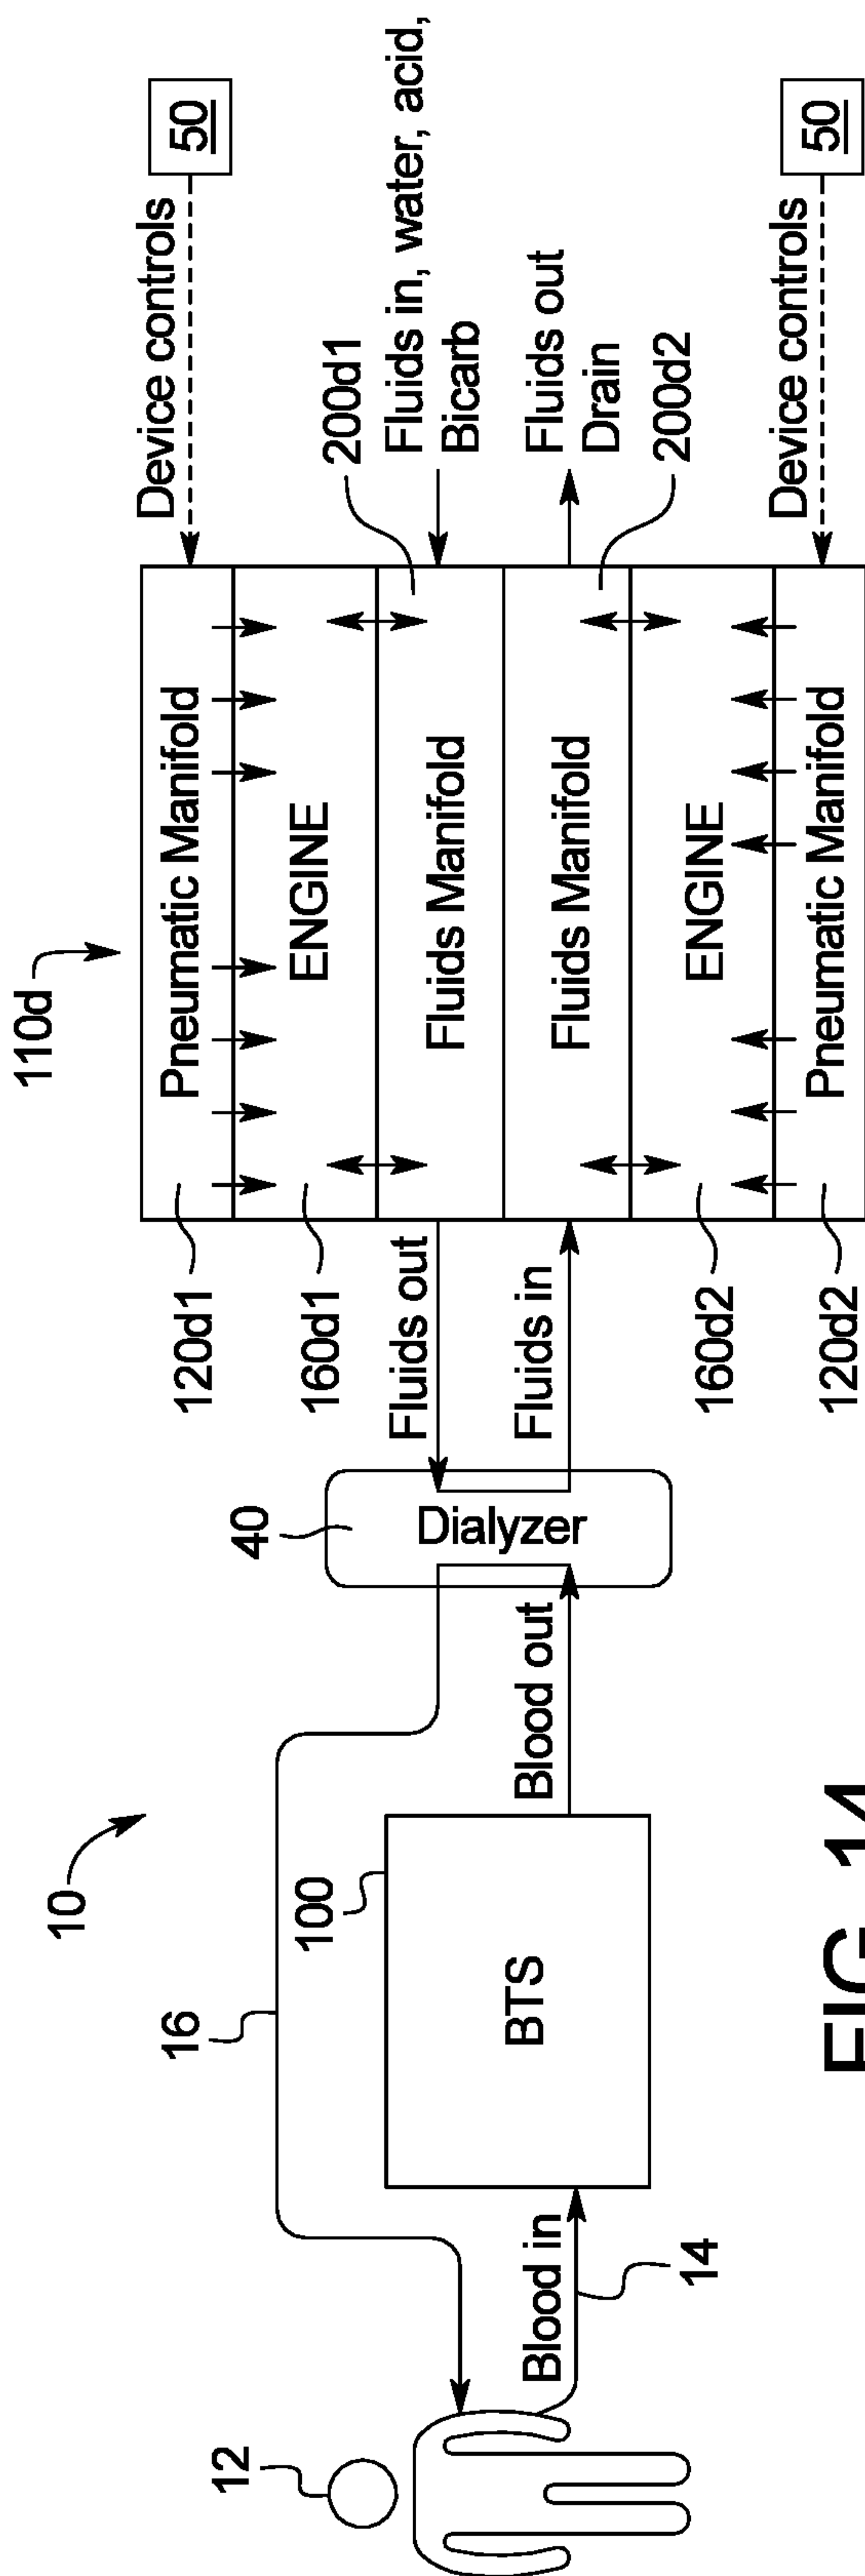 110d
Pneumatic Manifold
Device controls
50
120d1
ENGINE
160d1
Fluids Manifold
200d1
Fluids in, water, acid,
Bicarb
Fluids out
Fluids Manifold
Fluids out
Drain
200d2
Fluids in
ENGINE
160d2
Pneumatic Manifold
120d2
Device controls
50
40
Dialyzer
10
16
100
BTS
Blood out
12
Blood in
14
FIG. 14